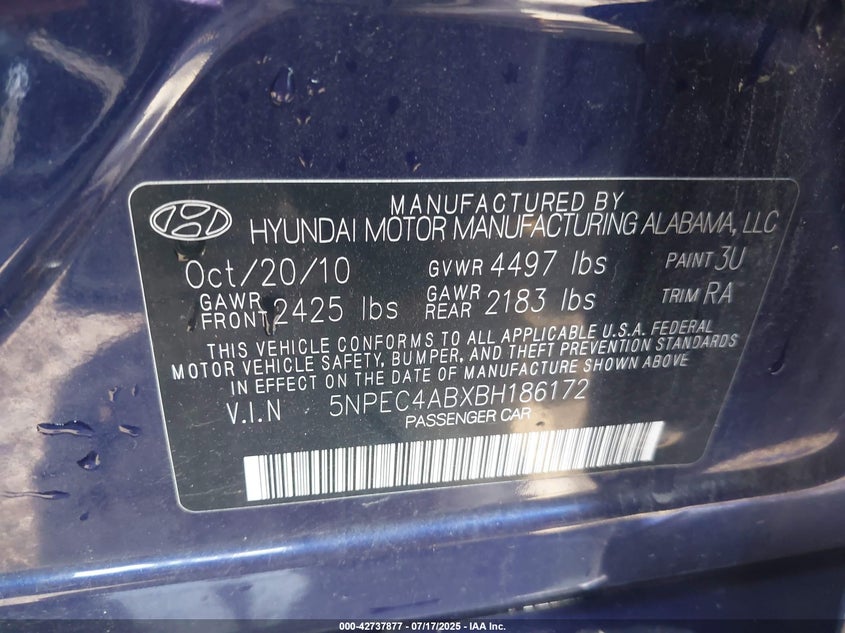 MANUFACTURED BY
HYUNDAI MOTOR MANUFACTURING ALABAMA, LLC
Oct/20/10 GVWR 4497 lbs PAINT 3U
GAWR FRONT 2425 lbs GAWR REAR 2183 lbs TRIM RA
THIS VEHICLE CONFORMS TO ALL APPLICABLE U.S.A. FEDERAL
MOTOR VEHICLE SAFETY, BUMPER, AND THEFT PREVENTION STANDARDS
IN EFFECT ON THE DATE OF MANUFACTURE SHOWN ABOVE
V.I.N 5NPEC4ABXBH186172
PASSENGER CAR
000-42737877 - 07/17/2025 - IAA Inc.